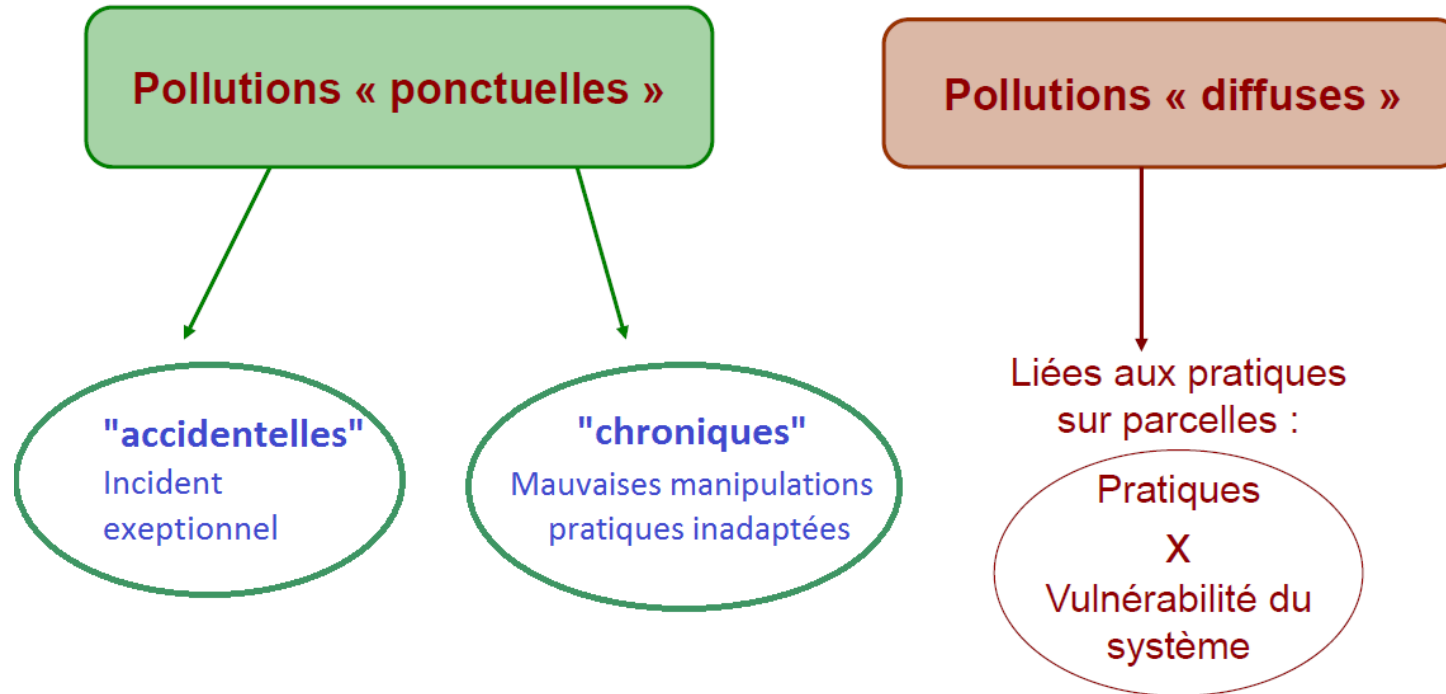 Pollutions « ponctuelles »
Pollutions « diffuses »
"accidentelles"
Incident
exeptionnel
"chroniques"
Mauvaises manipulations
pratiques inadaptées
Liées aux pratiques
sur parcelles :
Pratiques
X
Vulnérabilité du
système